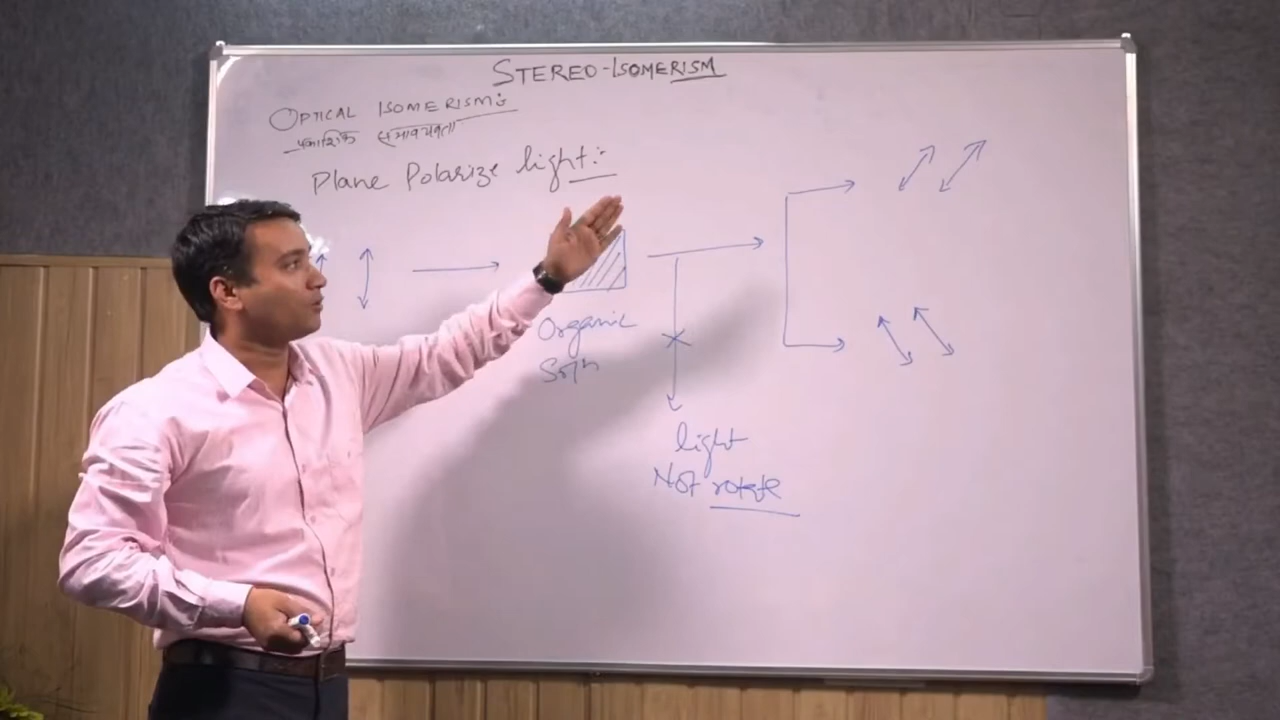 STEREO-ISOMERISM
OPTICAL ISOMERISM:
प्रकाशिक समावयवता
Plane Polarize light:-
Organic
Solⁿ
light
Not rotate